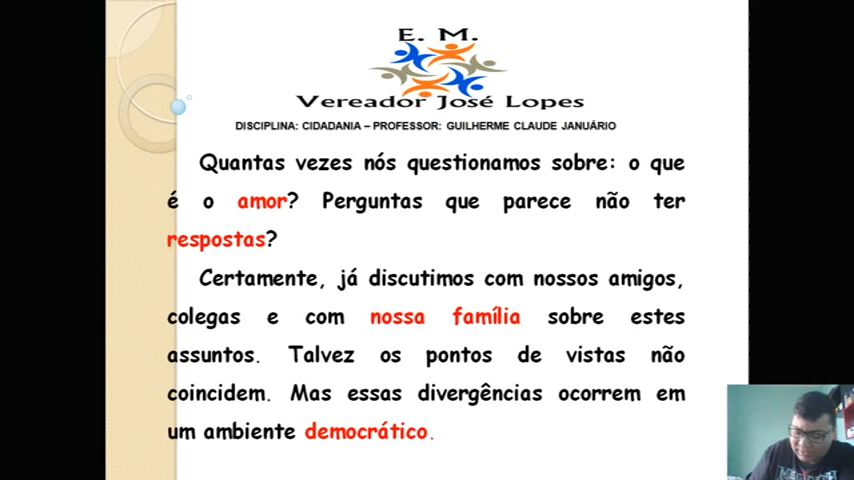 E. M.
Vereador José Lopes
DISCIPLINA: CIDADANIA – PROFESSOR: GUILHERME CLAUDE JANUÁRIO
Quantas vezes nós questionamos sobre: o que
é o amor? Perguntas que parece não ter
respostas?
Certamente, já discutimos com nossos amigos,
colegas e com nossa família sobre estes
assuntos. Talvez os pontos de vistas não
coincidem. Mas essas divergências ocorrem em
um ambiente democrático.